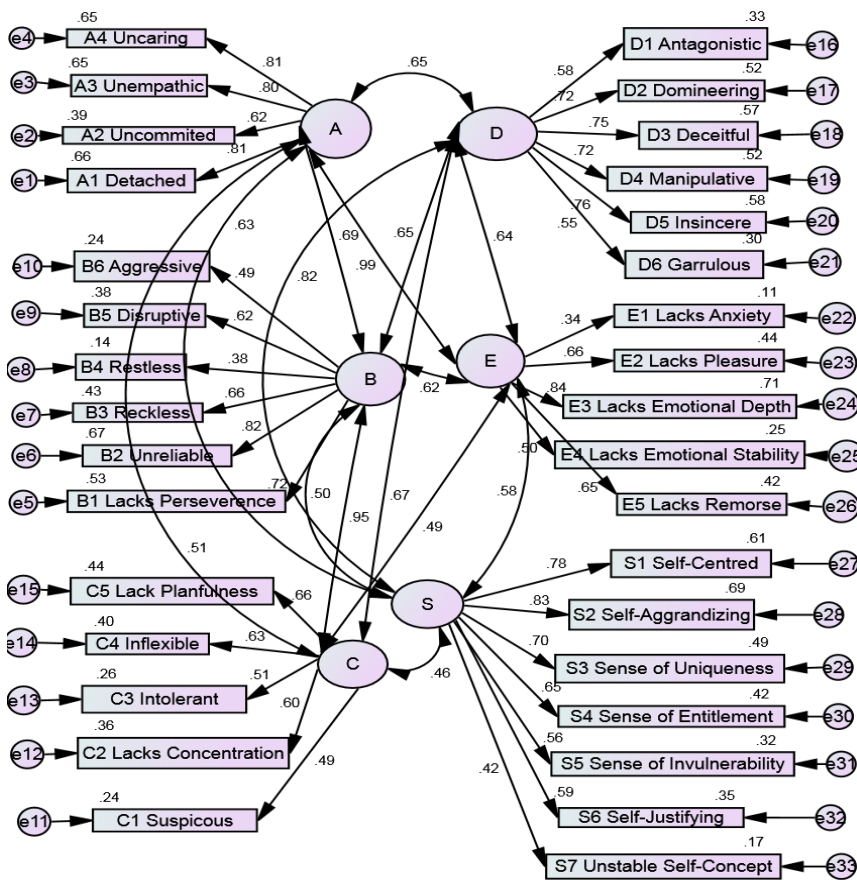 .65
e4
A4 Uncaring
.81
.65
e3
A3 Unempathic
.80
.39
e2
A2 Uncommited
.62
.66
e1
A1 Detached
.81
A
.65
D
.33
D1 Antagonistic
e16
.58
.52
D2 Domineering
e17
.72
.57
D3 Deceitful
e18
.75
.52
D4 Manipulative
e19
.72
.58
D5 Insincere
e20
.76
.30
D6 Garrulous
e21
.55
.63
.69
.65
.82
.99
.64
.24
e10
B6 Aggressive
.49
.38
e9
B5 Disruptive
.62
.14
e8
B4 Restless
.38
.43
e7
B3 Reckless
.66
.67
e6
B2 Unreliable
.82
.53
e5
B1 Lacks Perseverence
.72
B
.62
E
.11
E1 Lacks Anxiety
e22
.34
.44
E2 Lacks Pleasure
e23
.66
.71
E3 Lacks Emotional Depth
e24
.84
.25
E4 Lacks Emotional Stability
e25
.50
.42
E5 Lacks Remorse
e26
.65
.50
.95
.67
.49
.58
.51
.44
e15
C5 Lack Planfulness
.66
.40
e14
C4 Inflexible
.63
.26
e13
C3 Intolerant
.51
.36
e12
C2 Lacks Concentration
.60
.24
e11
C1 Suspicous
.49
C
.46
S
.61
S1 Self-Centred
e27
.78
.69
S2 Self-Aggrandizing
e28
.83
.49
S3 Sense of Uniqueness
e29
.70
.42
S4 Sense of Entitlement
e30
.65
.32
S5 Sense of Invulnerability
e31
.56
.35
S6 Self-Justifying
e32
.59
.17
S7 Unstable Self-Concept
e33
.42